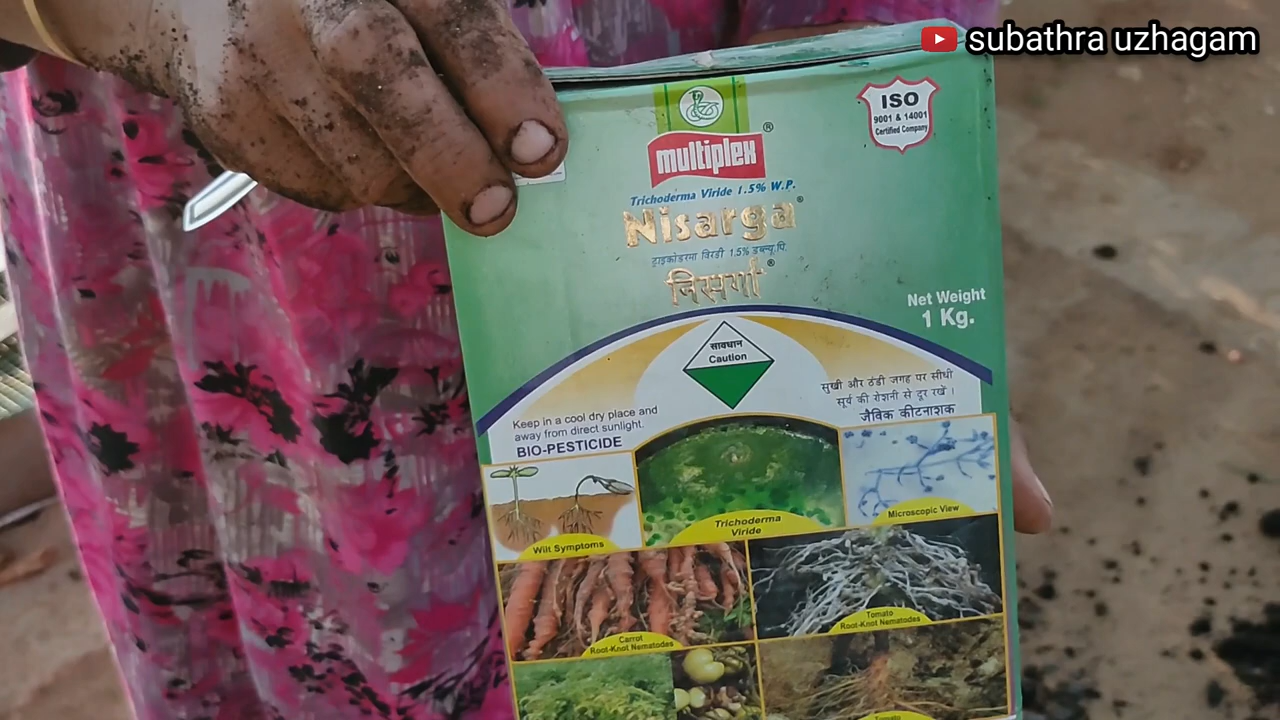 subathra uzhagam
ISO
9001 & 14001
Certified Company
multiplex®
Trichoderma Viride 1.5% W.P.
Nisarga®
ट्राइकोडरमा विरडी 1.5% डब्ल्यू.पि.
निसर्गा®
Net Weight
1 Kg.
सावधान
Caution
Keep in a cool dry place and
away from direct sunlight.
BIO-PESTICIDE
सुखी और ठंडी जगह पर सीधी
सूर्य की रोशनी से दूर रखें।
जैविक कीटनाशक
Wilt Symptoms
Trichoderma
Viride
Microscopic View
Carrot
Root-Knot Nematodes
Tomato
Root-Knot Nematodes